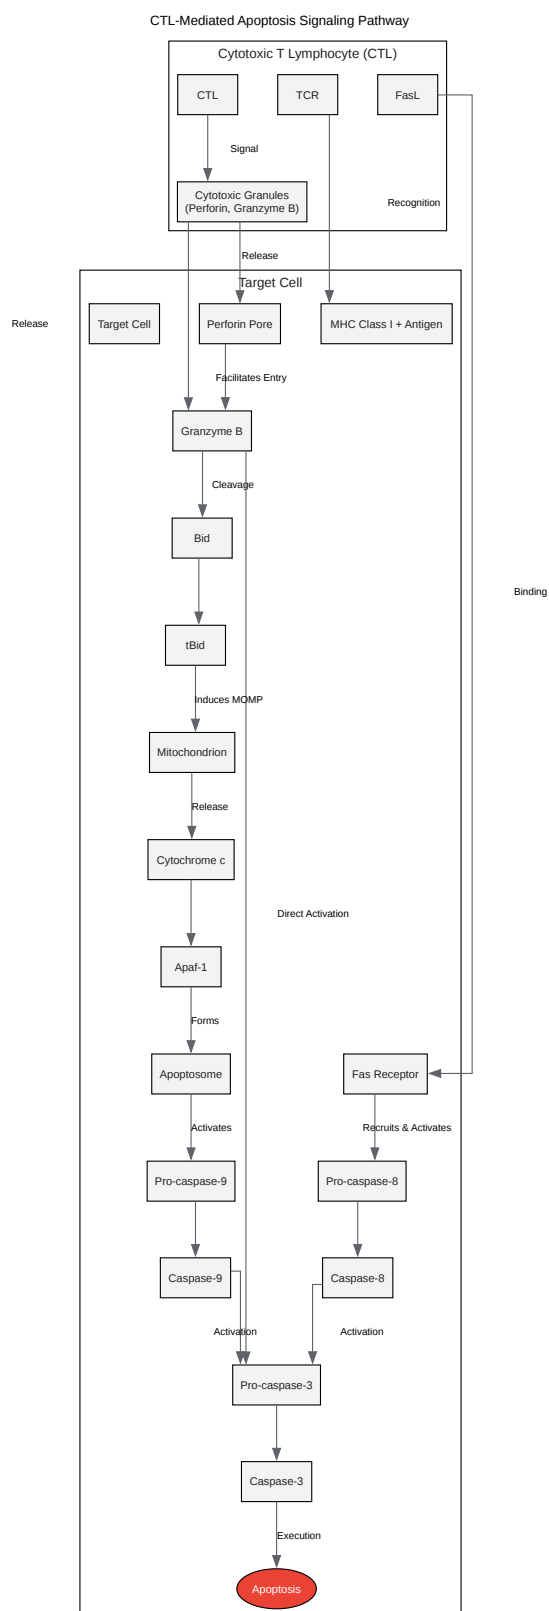 CTL-Mediated Apoptosis Signaling Pathway
Cytotoxic T Lymphocyte (CTL)
CTL
TCR
FasL
Signal
Cytotoxic Granules
(Perforin, Granzyme B)
Recognition
Release
Target Cell
Release
Target Cell
Perforin Pore
MHC Class I + Antigen
Facilitates Entry
Granzyme B
Cleavage
Bid
Binding
tBid
Induces MOMP
Mitochondrion
Release
Cytochrome c
Direct Activation
Apaf-1
Forms
Apoptosome
Fas Receptor
Activates
Recruits & Activates
Pro-caspase-9
Pro-caspase-8
Caspase-9
Caspase-8
Activation
Activation
Pro-caspase-3
Caspase-3
Execution
Apoptosis